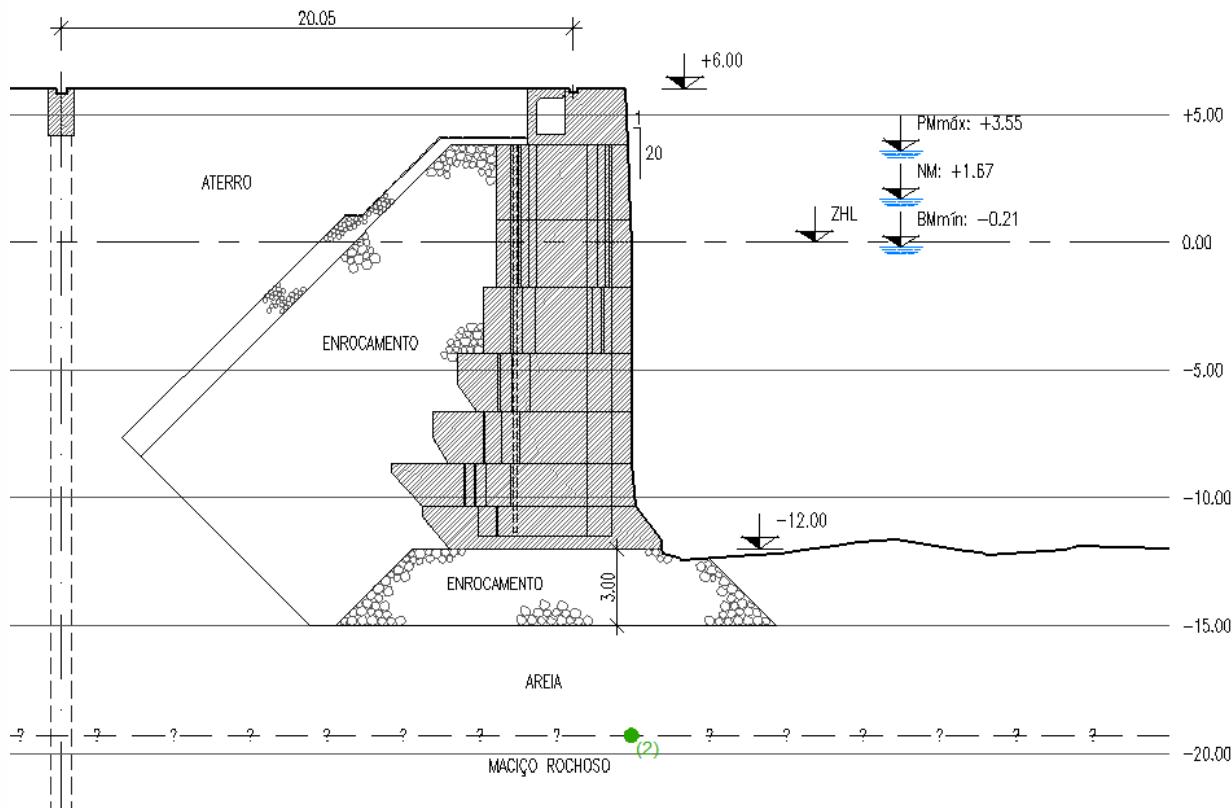 20.05
+6.00
+5.00
PMmáx: +3.55
1
20
ATERRO
NM: +1.67
ZHL
BMmín: -0.21
0.00
ENROCAMENTO
-5.00
-10.00
-12.00
ENROCAMENTO
3.00
-15.00
AREIA
? ? ? ? ? ? ? ? ? ? ? ? ?
(2)
-20.00
MACIÇO ROCHOSO